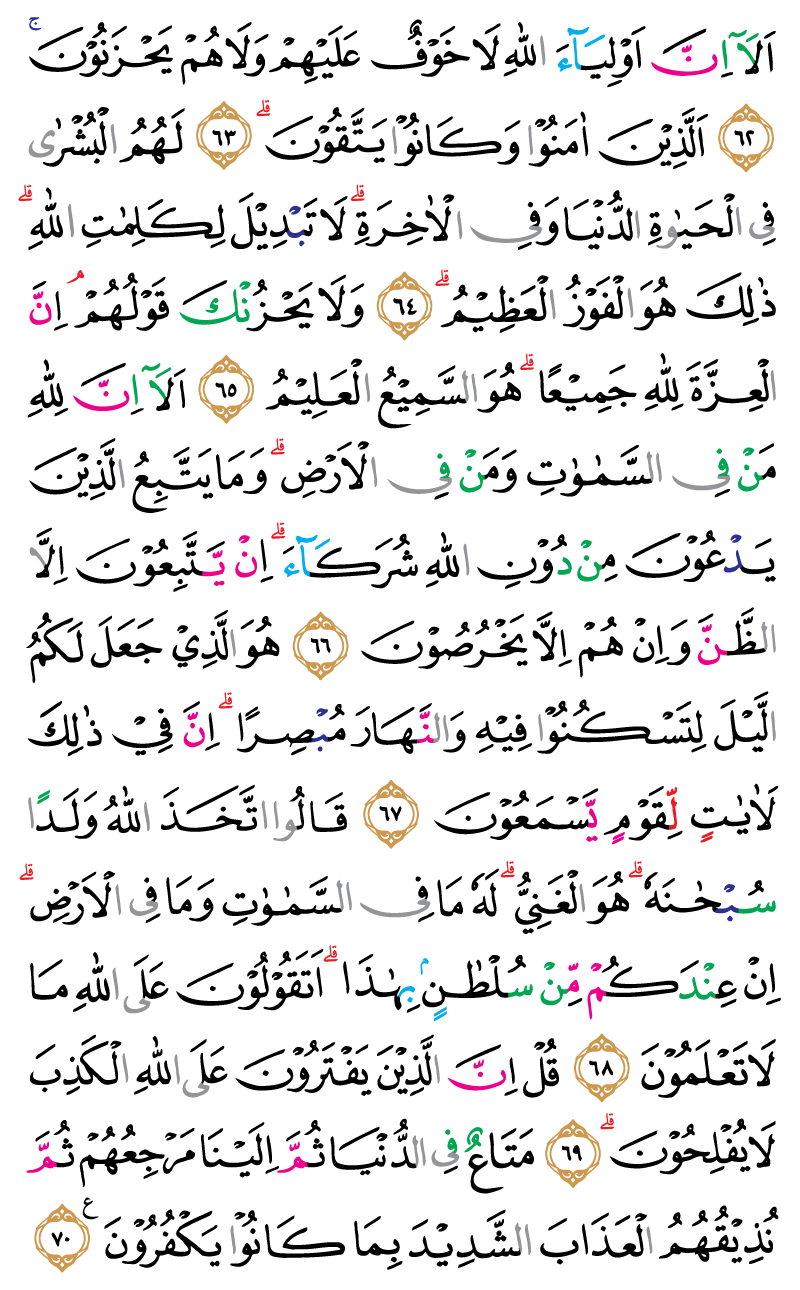 اَلَآ اِنَّ اَوْلِيَاۤءَ اللّٰهِ لَا خَوْفٌ عَلَيْهِمْ وَلَا هُمْ يَحْزَنُوْنَۚ
﴿٦٢﴾ اَلَّذِيْنَ اٰمَنُوْا وَكَانُوْا يَتَّقُوْنَۗ ﴿٦٣﴾ لَهُمُ الْبُشْرٰى
فِى الْحَيٰوةِ الدُّنْيَا وَفِى الْاٰخِرَةِۗ لَا تَبْدِيْلَ لِكَلِمٰتِ اللّٰهِۗ
ذٰلِكَ هُوَ الْفَوْزُ الْعَظِيْمُۗ ﴿٦٤﴾ وَلَا يَحْزُنْكَ قَوْلُهُمْۘ اِنَّ
الْعِزَّةَ لِلّٰهِ جَمِيْعًاۗ هُوَ السَّمِيْعُ الْعَلِيْمُ ﴿٦٥﴾ اَلَآ اِنَّ لِلّٰهِ
مَنْ فِى السَّمٰوٰتِ وَمَنْ فِى الْاَرْضِۗ وَمَا يَتَّبِعُ الَّذِيْنَ
يَدْعُوْنَ مِنْ دُوْنِ اللّٰهِ شُرَكَاۤءَۗ اِنْ يَّتَّبِعُوْنَ اِلَّا
الظَّنَّ وَاِنْ هُمْ اِلَّا يَخْرُصُوْنَ ﴿٦٦﴾ هُوَ الَّذِيْ جَعَلَ لَكُمُ
الَّيْلَ لِتَسْكُنُوْا فِيْهِ وَالنَّهَارَ مُبْصِرًاۗ اِنَّ فِيْ ذٰلِكَ
لَاٰيٰتٍ لِّقَوْمٍ يَّسْمَعُوْنَ ﴿٦٧﴾ قَالُوا اتَّخَذَ اللّٰهُ وَلَدًا
سُبْحٰنَهٗۗ هُوَ الْغَنِيُّۗ لَهٗ مَا فِى السَّمٰوٰتِ وَمَا فِى الْاَرْضِۗ
اِنْ عِنْدَكُمْ مِّنْ سُلْطٰنٍۢ بِهٰذَاۗ اَتَقُوْلُوْنَ عَلَى اللّٰهِ مَا
لَا تَعْلَمُوْنَ ﴿٦٨﴾ قُلْ اِنَّ الَّذِيْنَ يَفْتَرُوْنَ عَلَى اللّٰهِ الْكَذِبَ
لَا يُفْلِحُوْنَۗ ﴿٦٩﴾ مَتَاعٌ فِى الدُّنْيَا ثُمَّ اِلَيْنَا مَرْجِعُهُمْ ثُمَّ
نُذِيْقُهُمُ الْعَذَابَ الشَّدِيْدَ بِمَا كَانُوْا يَكْفُرُوْنَ ࣖ ﴿٧٠﴾